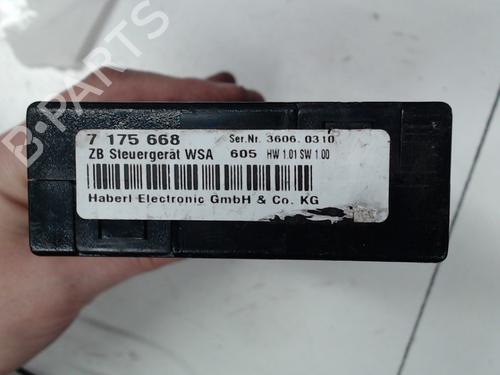 7 175 668 Ser.Nr. 3606.0310
ZB Steuergerät WSA 605 HW 1.01 SW 1.00
Haberl Electronic GmbH & Co. KG
B-PARTS